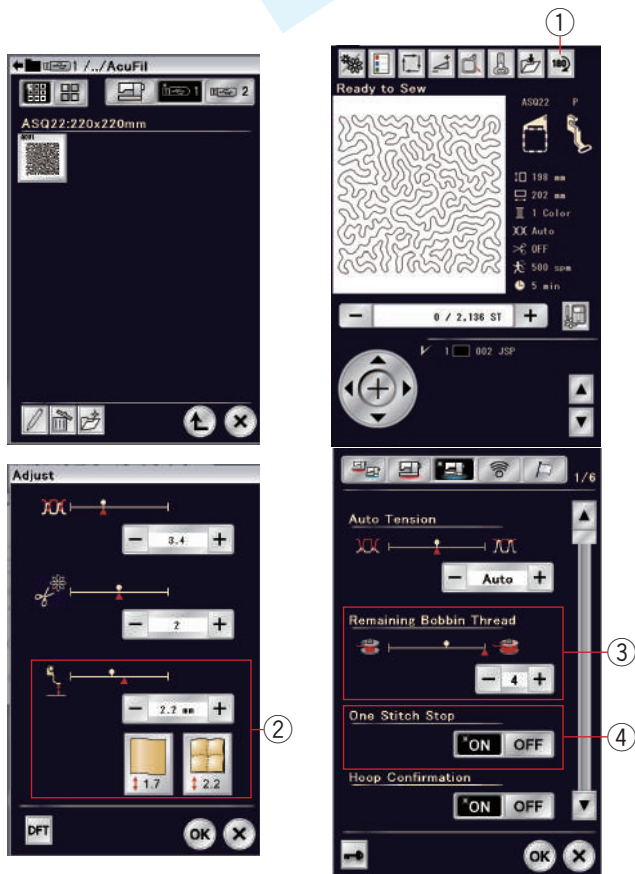 1 /../AcuFil
1
2
ASQ22:220x220mm
ACU1
1
180
Ready to Sew
ASQ22 P
198 mm
202 mm
1 Color
Auto
OFF
500 spm
5 min
− 0 / 2,136 ST +
1 002 JSP
Adjust
− 3.4 +
− 2 +
− 2.2 mm +
1.7
2.2
2
DFT
OK
1/6
Auto Tension
− Auto +
Remaining Bobbin Thread
− 4 +
3
One Stitch Stop
*ON OFF
4
Hoop Confirmation
*ON OFF
OK